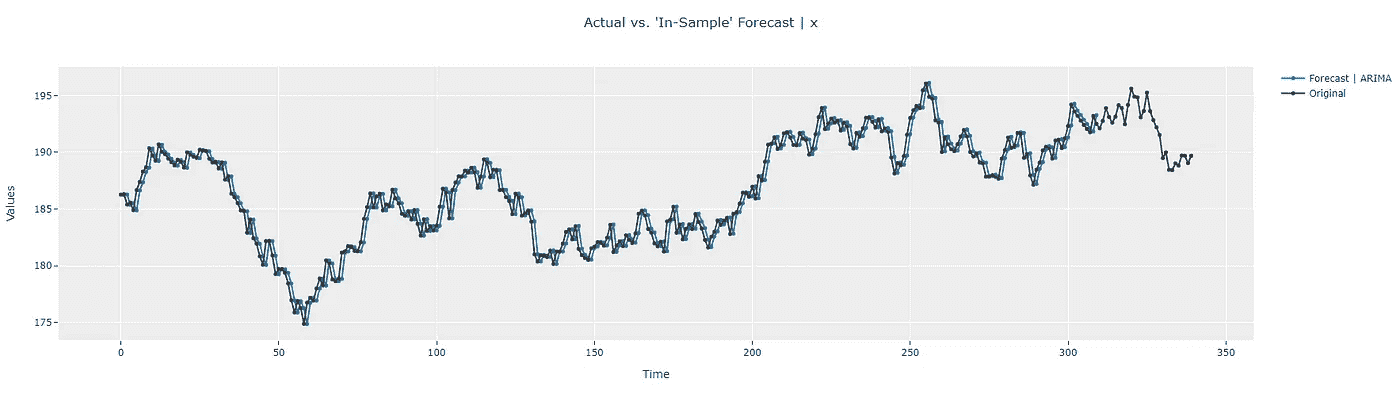 Actual vs. 'In-Sample' Forecast | x
Forecast | ARIMA
Original
Values
195
190
185
180
175
0 50 100 150 200 250 300 350
Time